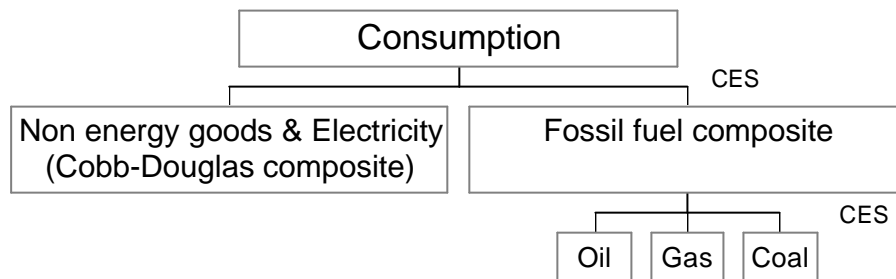 Consumption
CES
Non energy goods & Electricity
(Cobb-Douglas composite)
Fossil fuel composite
CES
Oil
Gas
Coal